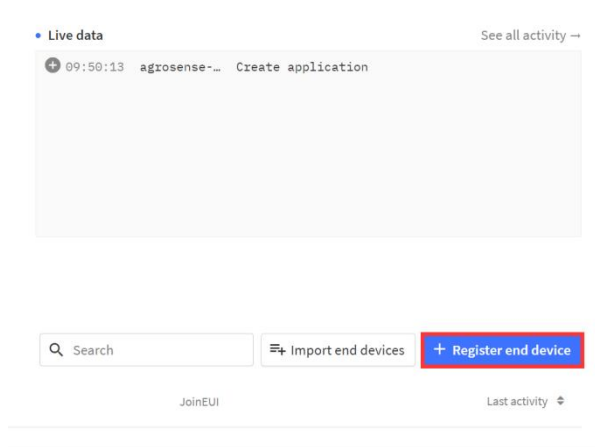 Live data See all activity →
09:50:13 agrosense-… Create application
Search Import end devices + Register end device
JoinEUI Last activity